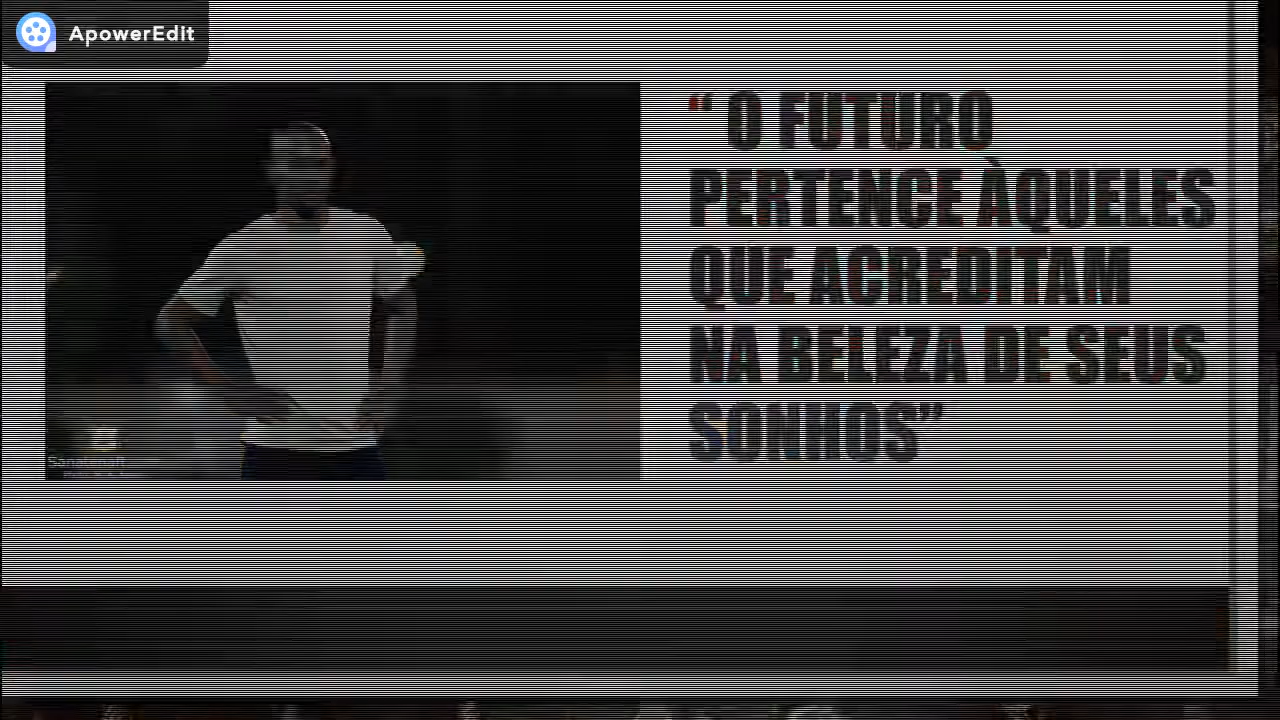 ApowerEdit
“ O FUTURO
PERTENCE ÀQUELES
QUE ACREDITAM
NA BELEZA DE SEUS
SONHOS”